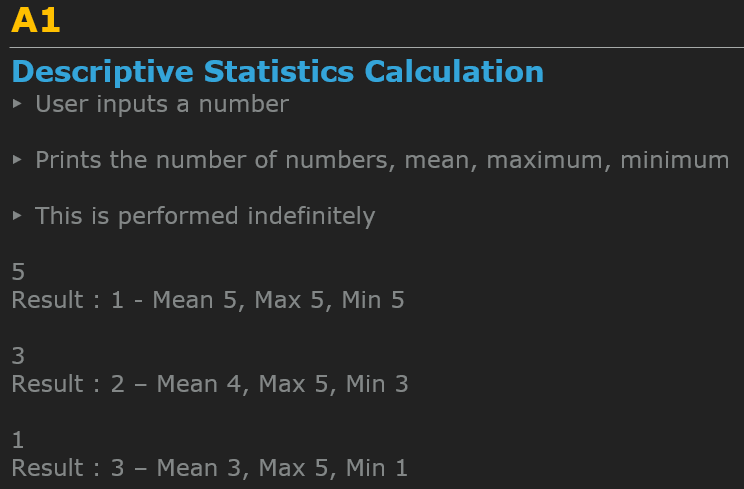 A1
Descriptive Statistics Calculation
▸ User inputs a number
▸ Prints the number of numbers, mean, maximum, minimum
▸ This is performed indefinitely
5
Result : 1 - Mean 5, Max 5, Min 5
3
Result : 2 – Mean 4, Max 5, Min 3
1
Result : 3 – Mean 3, Max 5, Min 1